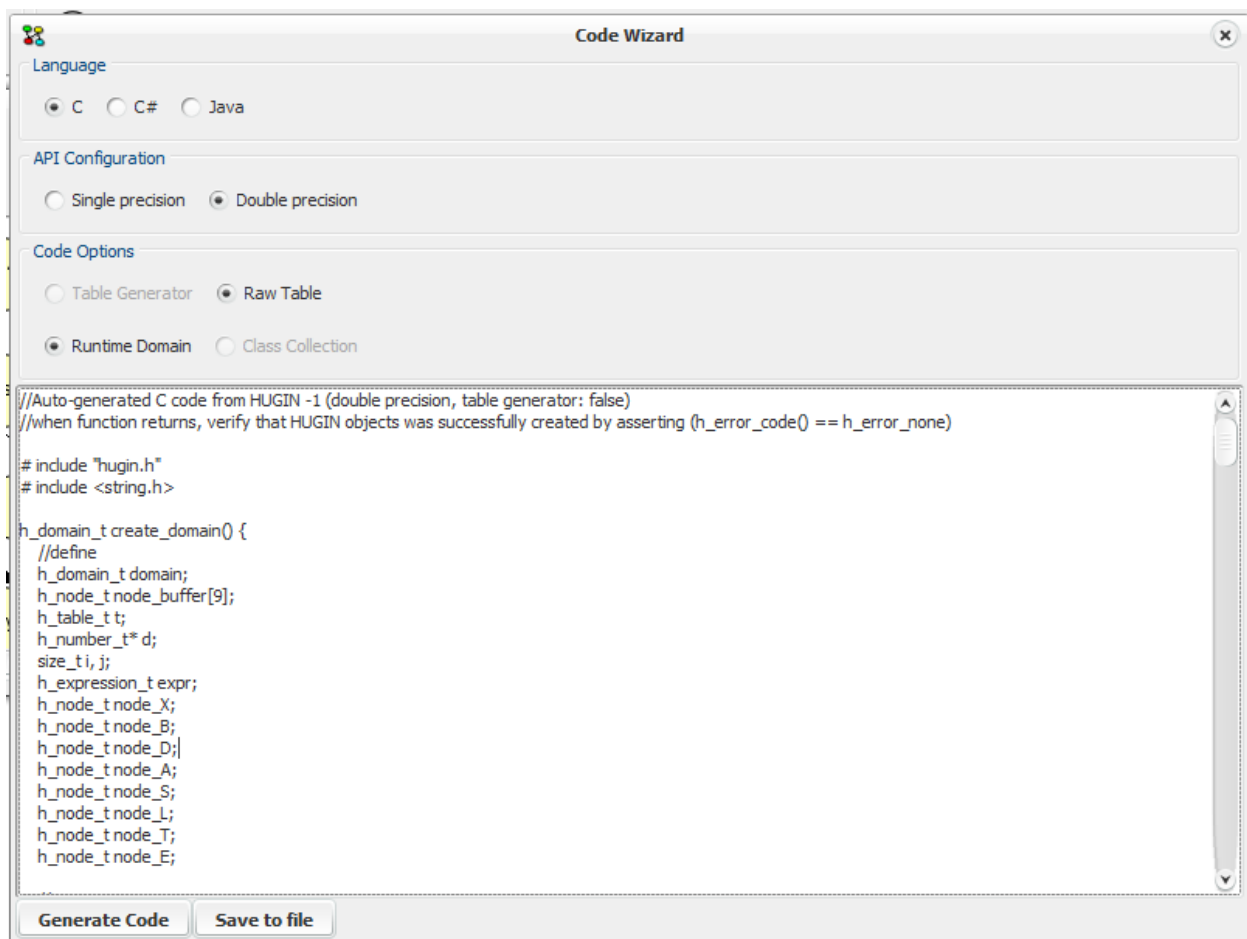 Code Wizard
Language
C C# Java
API Configuration
Single precision Double precision
Code Options
Table Generator Raw Table
Runtime Domain Class Collection
//Auto-generated C code from HUGIN -1 (double precision, table generator: false)
//when function returns, verify that HUGIN objects was successfully created by asserting (h_error_code() == h_error_none)
# include "hugin.h"
# include <string.h>
h_domain_t create_domain() {
//define
h_domain_t domain;
h_node_t node_buffer[9];
h_table_t t;
h_number_t* d;
size_t i, j;
h_expression_t expr;
h_node_t node_X;
h_node_t node_B;
h_node_t node_D;
h_node_t node_A;
h_node_t node_S;
h_node_t node_L;
h_node_t node_T;
h_node_t node_E;
Generate Code Save to file